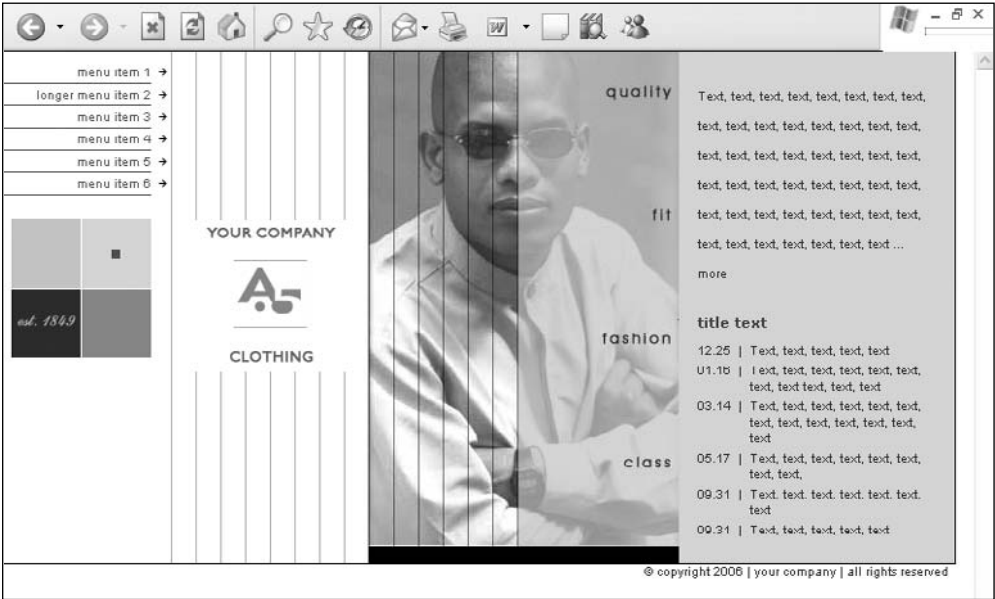 menu item 1
longer menu item 2
menu item 3
menu item 4
menu item 5
menu item 6
est. 1849
YOUR COMPANY
A5
CLOTHING
quality
fit
fashion
class
Text, text, text, text, text, text, text, text,
text, text, text, text, text, text, text, text,
text, text, text, text, text, text, text, text,
text, text, text, text, text, text, text, text,
text, text, text, text, text, text, text, text,
text, text, text, text, text, text, text ...
more
title text
12.25 | Text, text, text, text, text
01.16 | Text, text, text, text, text, text,
text, text text, text, text
03.14 | Text, text, text, text, text, text,
text, text, text, text, text, text,
text
05.17 | Text, text, text, text, text, text,
text, text,
09.31 | Text. text. text. text. text. text.
text
09.31 | Text, text, text, text, text
© copyright 2006 | your company | all rights reserved